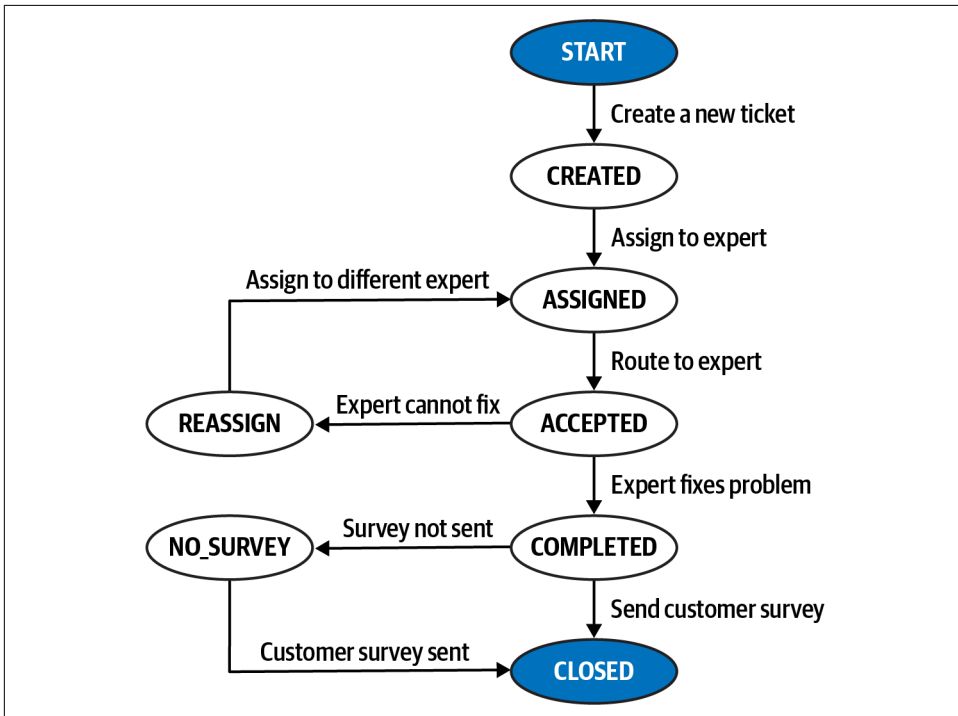 START
Create a new ticket
CREATED
Assign to expert
Assign to different expert
ASSIGNED
Route to expert
REASSIGN
Expert cannot fix
ACCEPTED
Expert fixes problem
NO_SURVEY
Survey not sent
COMPLETED
Send customer survey
Customer survey sent
CLOSED